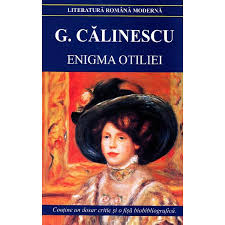 LITERATURĂ ROMÂNĂ MODERNĂ
G. CĂLINESCU
ENIGMA OTILIEI
Conține un dosar critic și o fișă biobibliografică.